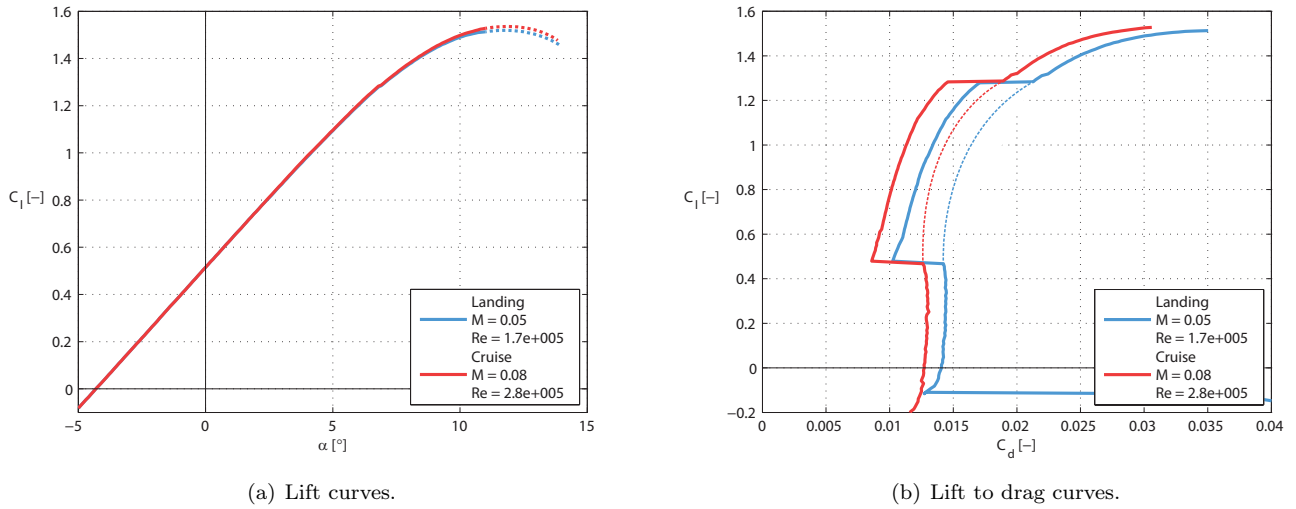 1.6
1.4
1.2
1
0.8
0.6
0.4
0.2
0
C_l [–]
−5
0
5
10
15
α [°]
Landing
M = 0.05
Re = 1.7e+005
Cruise
M = 0.08
Re = 2.8e+005
(a) Lift curves.
1.6
1.4
1.2
1
0.8
0.6
0.4
0.2
0
−0.2
C_l [–]
0
0.005
0.01
0.015
0.02
0.025
0.03
0.035
0.04
C_d [–]
Landing
M = 0.05
Re = 1.7e+005
Cruise
M = 0.08
Re = 2.8e+005
(b) Lift to drag curves.